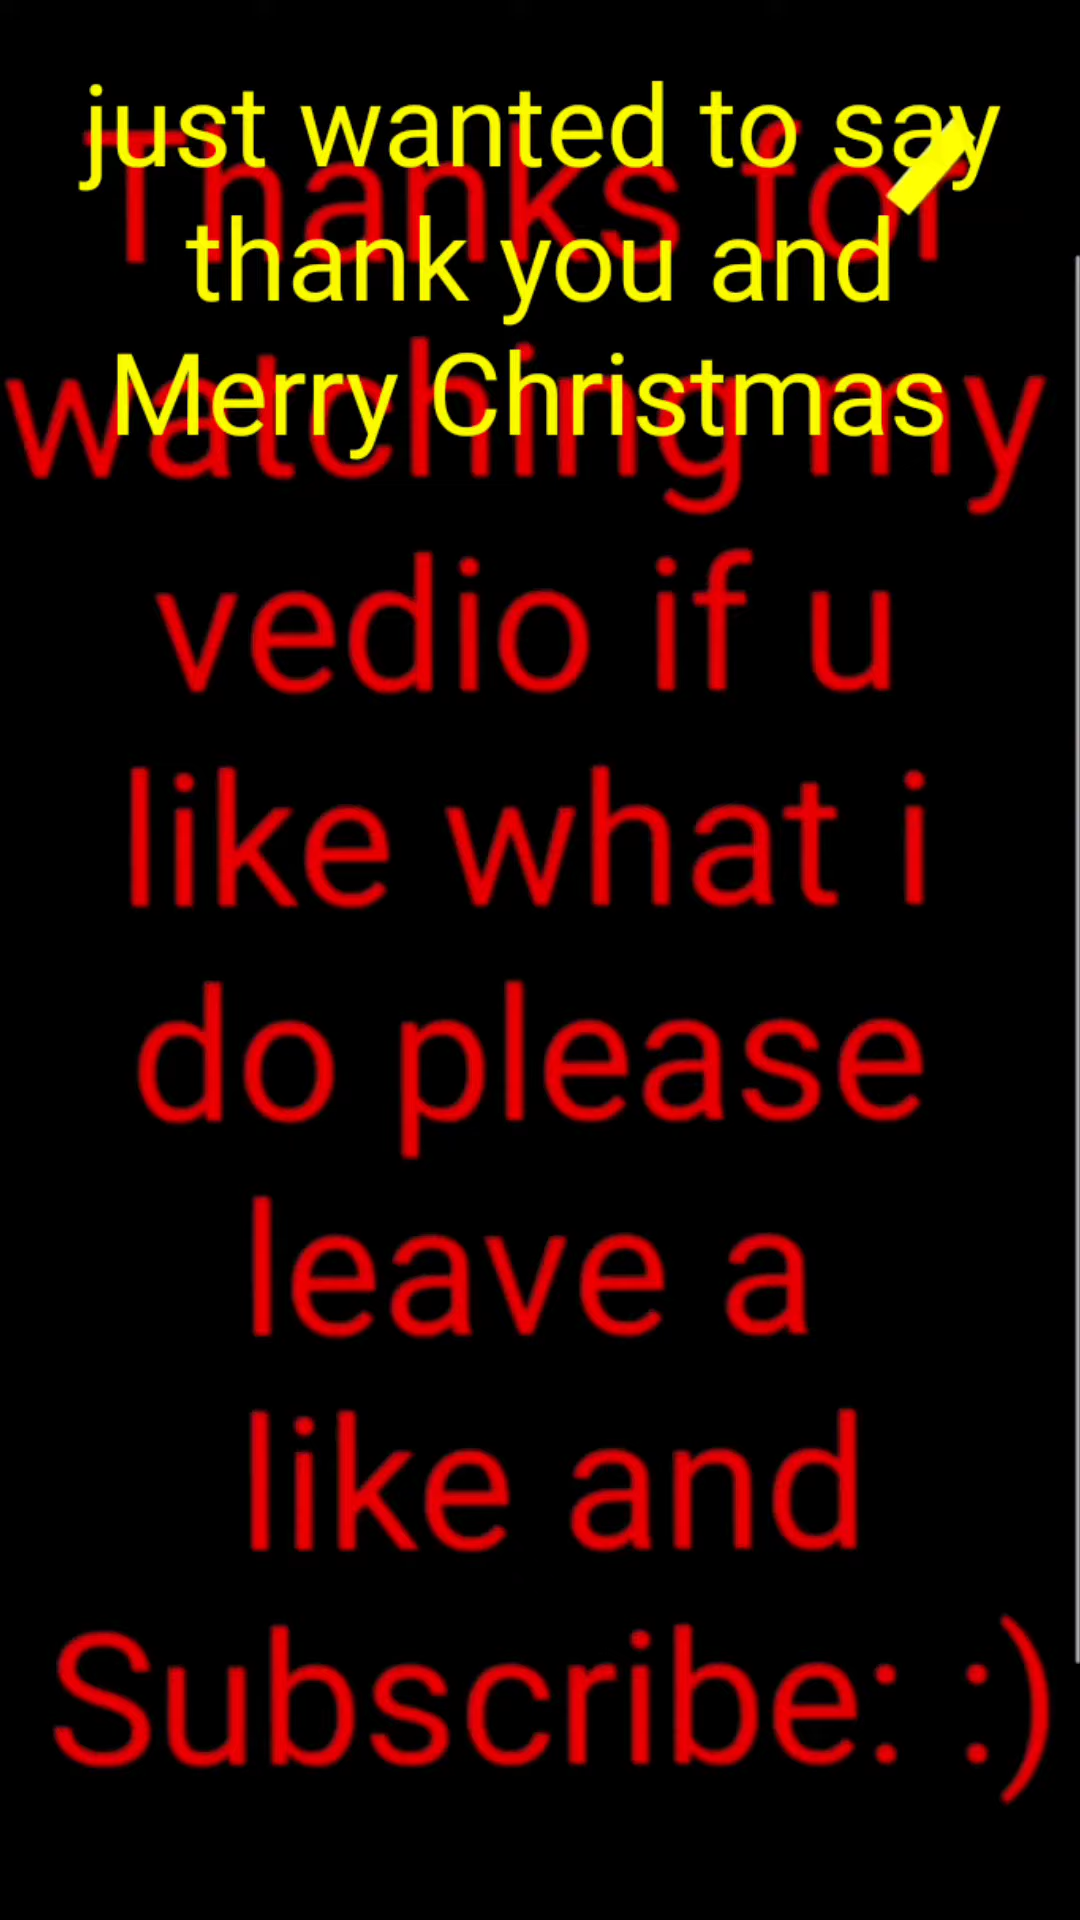 just wanted to say
thank you and
Merry Christmas
Thanks for
watching my
vedio if u
like what i
do please
leave a
like and
Subscribe: :)